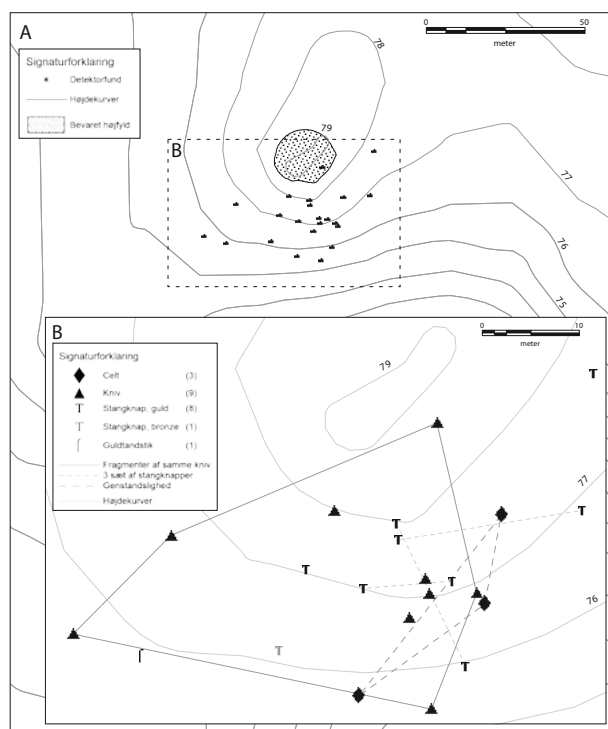 A
0 50
meter
Signaturforklaring
Detektorfund
Højdekurver
Bevaret højfyld
78
79
B
77
76
75
B
0 10
meter
Signaturforklaring
Celt (3)
Kniv (9)
Stangknap, guld (8)
Stangknap, bronze (1)
Guldtandstik (1)
Fragmenter af samme kniv
3 sæt af stangknapper
Genstandslighed
Højdekurver
79
77
76